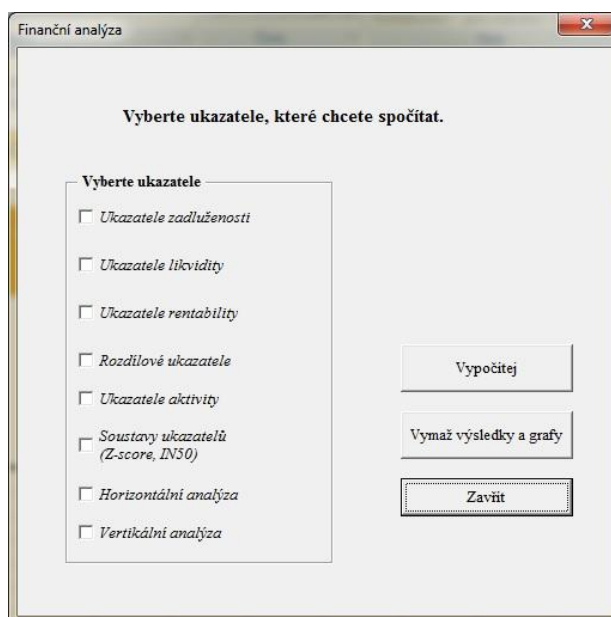 Finanční analýza
Vyberte ukazatele, které chcete spočítat.
Vyberte ukazatele
Ukazatele zadluženosti
Ukazatele likvidity
Ukazatele rentability
Rozdílové ukazatele
Ukazatele aktivity
Soustavy ukazatelů
(Z-score, IN50)
Horizontální analýza
Vertikální analýza
Vypočítej
Vymaž výsledky a grafy
Zavřít